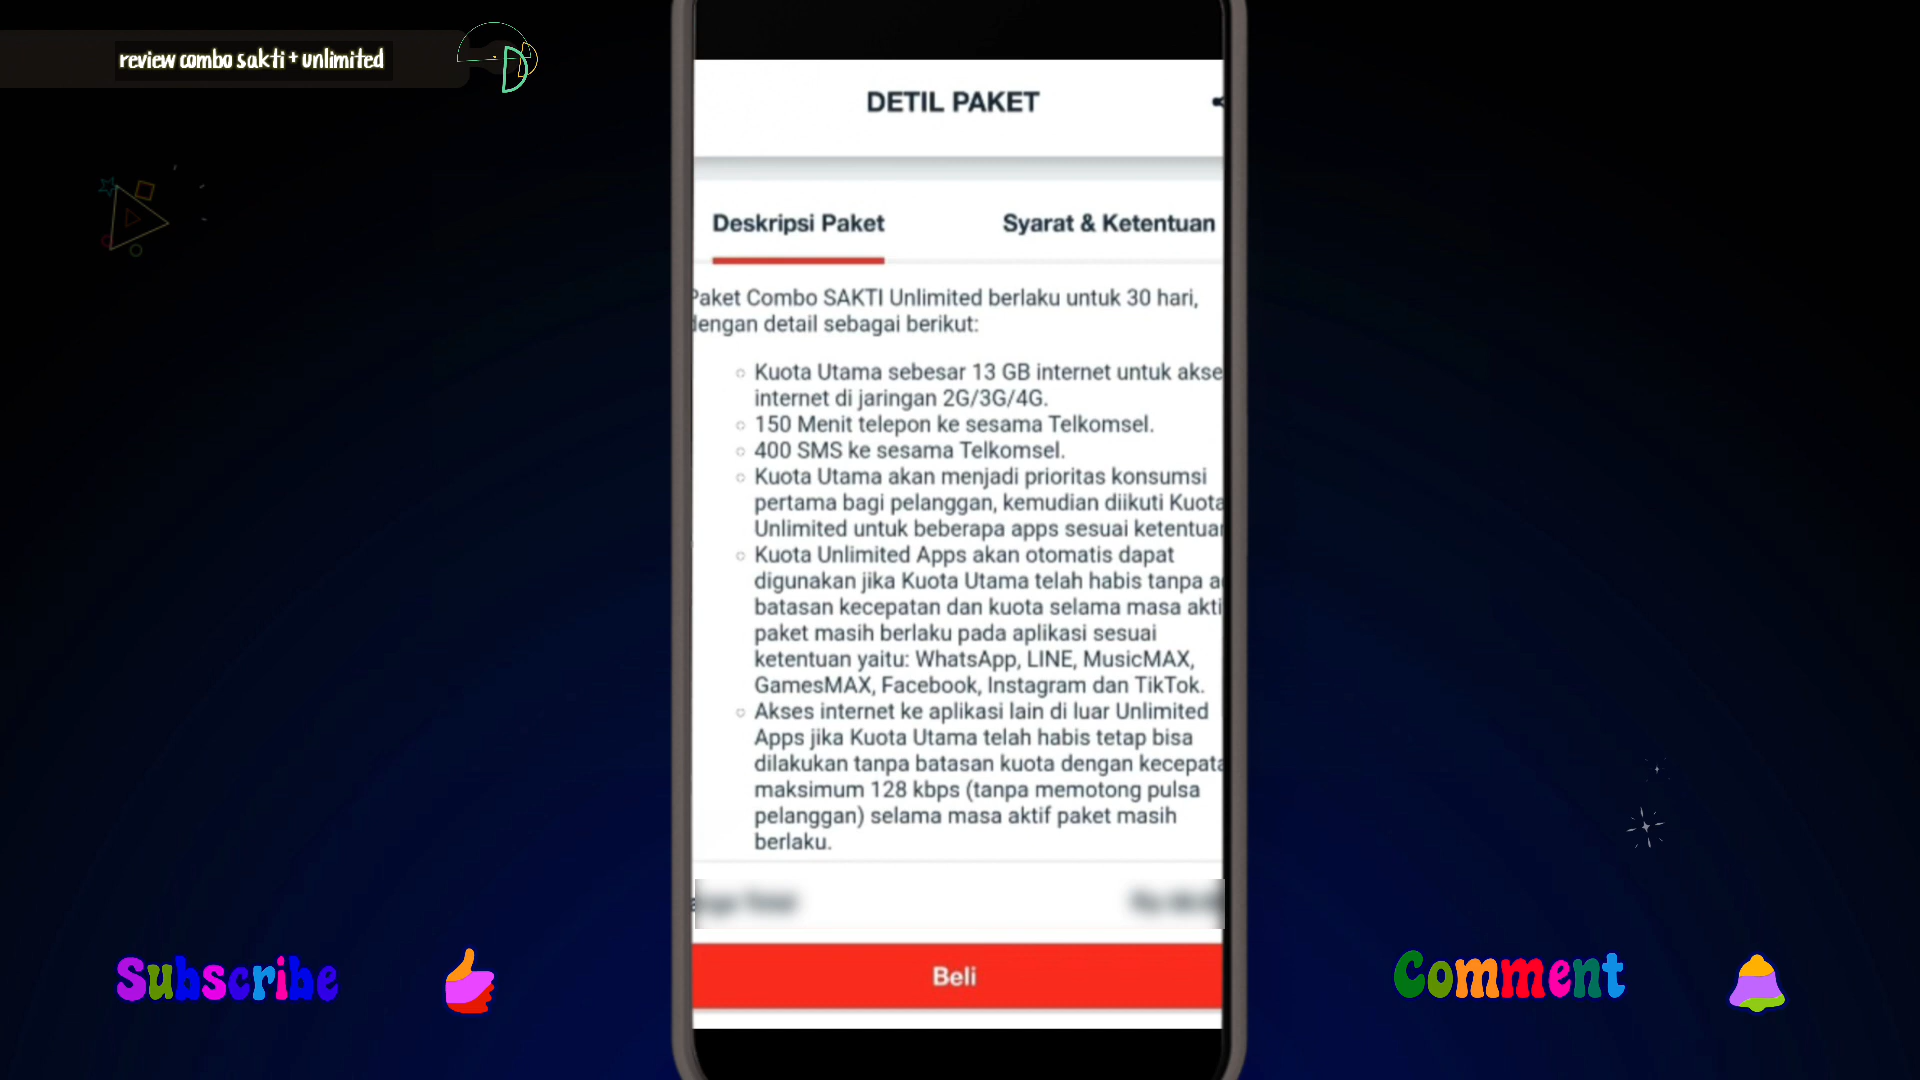 review combo sakti + unlimited
DETIL PAKET
Deskripsi Paket
Syarat & Ketentuan
Paket Combo SAKTI Unlimited berlaku untuk 30 hari,
dengan detail sebagai berikut:
Kuota Utama sebesar 13 GB internet untuk akse
internet di jaringan 2G/3G/4G.
150 Menit telepon ke sesama Telkomsel.
400 SMS ke sesama Telkomsel.
Kuota Utama akan menjadi prioritas konsumsi
pertama bagi pelanggan, kemudian diikuti Kuota
Unlimited untuk beberapa apps sesuai ketentuan
Kuota Unlimited Apps akan otomatis dapat
digunakan jika Kuota Utama telah habis tanpa a
batasan kecepatan dan kuota selama masa akti
paket masih berlaku pada aplikasi sesuai
ketentuan yaitu: WhatsApp, LINE, MusicMAX,
GamesMAX, Facebook, Instagram dan TikTok.
Akses internet ke aplikasi lain di luar Unlimited
Apps jika Kuota Utama telah habis tetap bisa
dilakukan tanpa batasan kuota dengan kecepata
maksimum 128 kbps (tanpa memotong pulsa
pelanggan) selama masa aktif paket masih
berlaku.
Beli
Subscribe
Comment